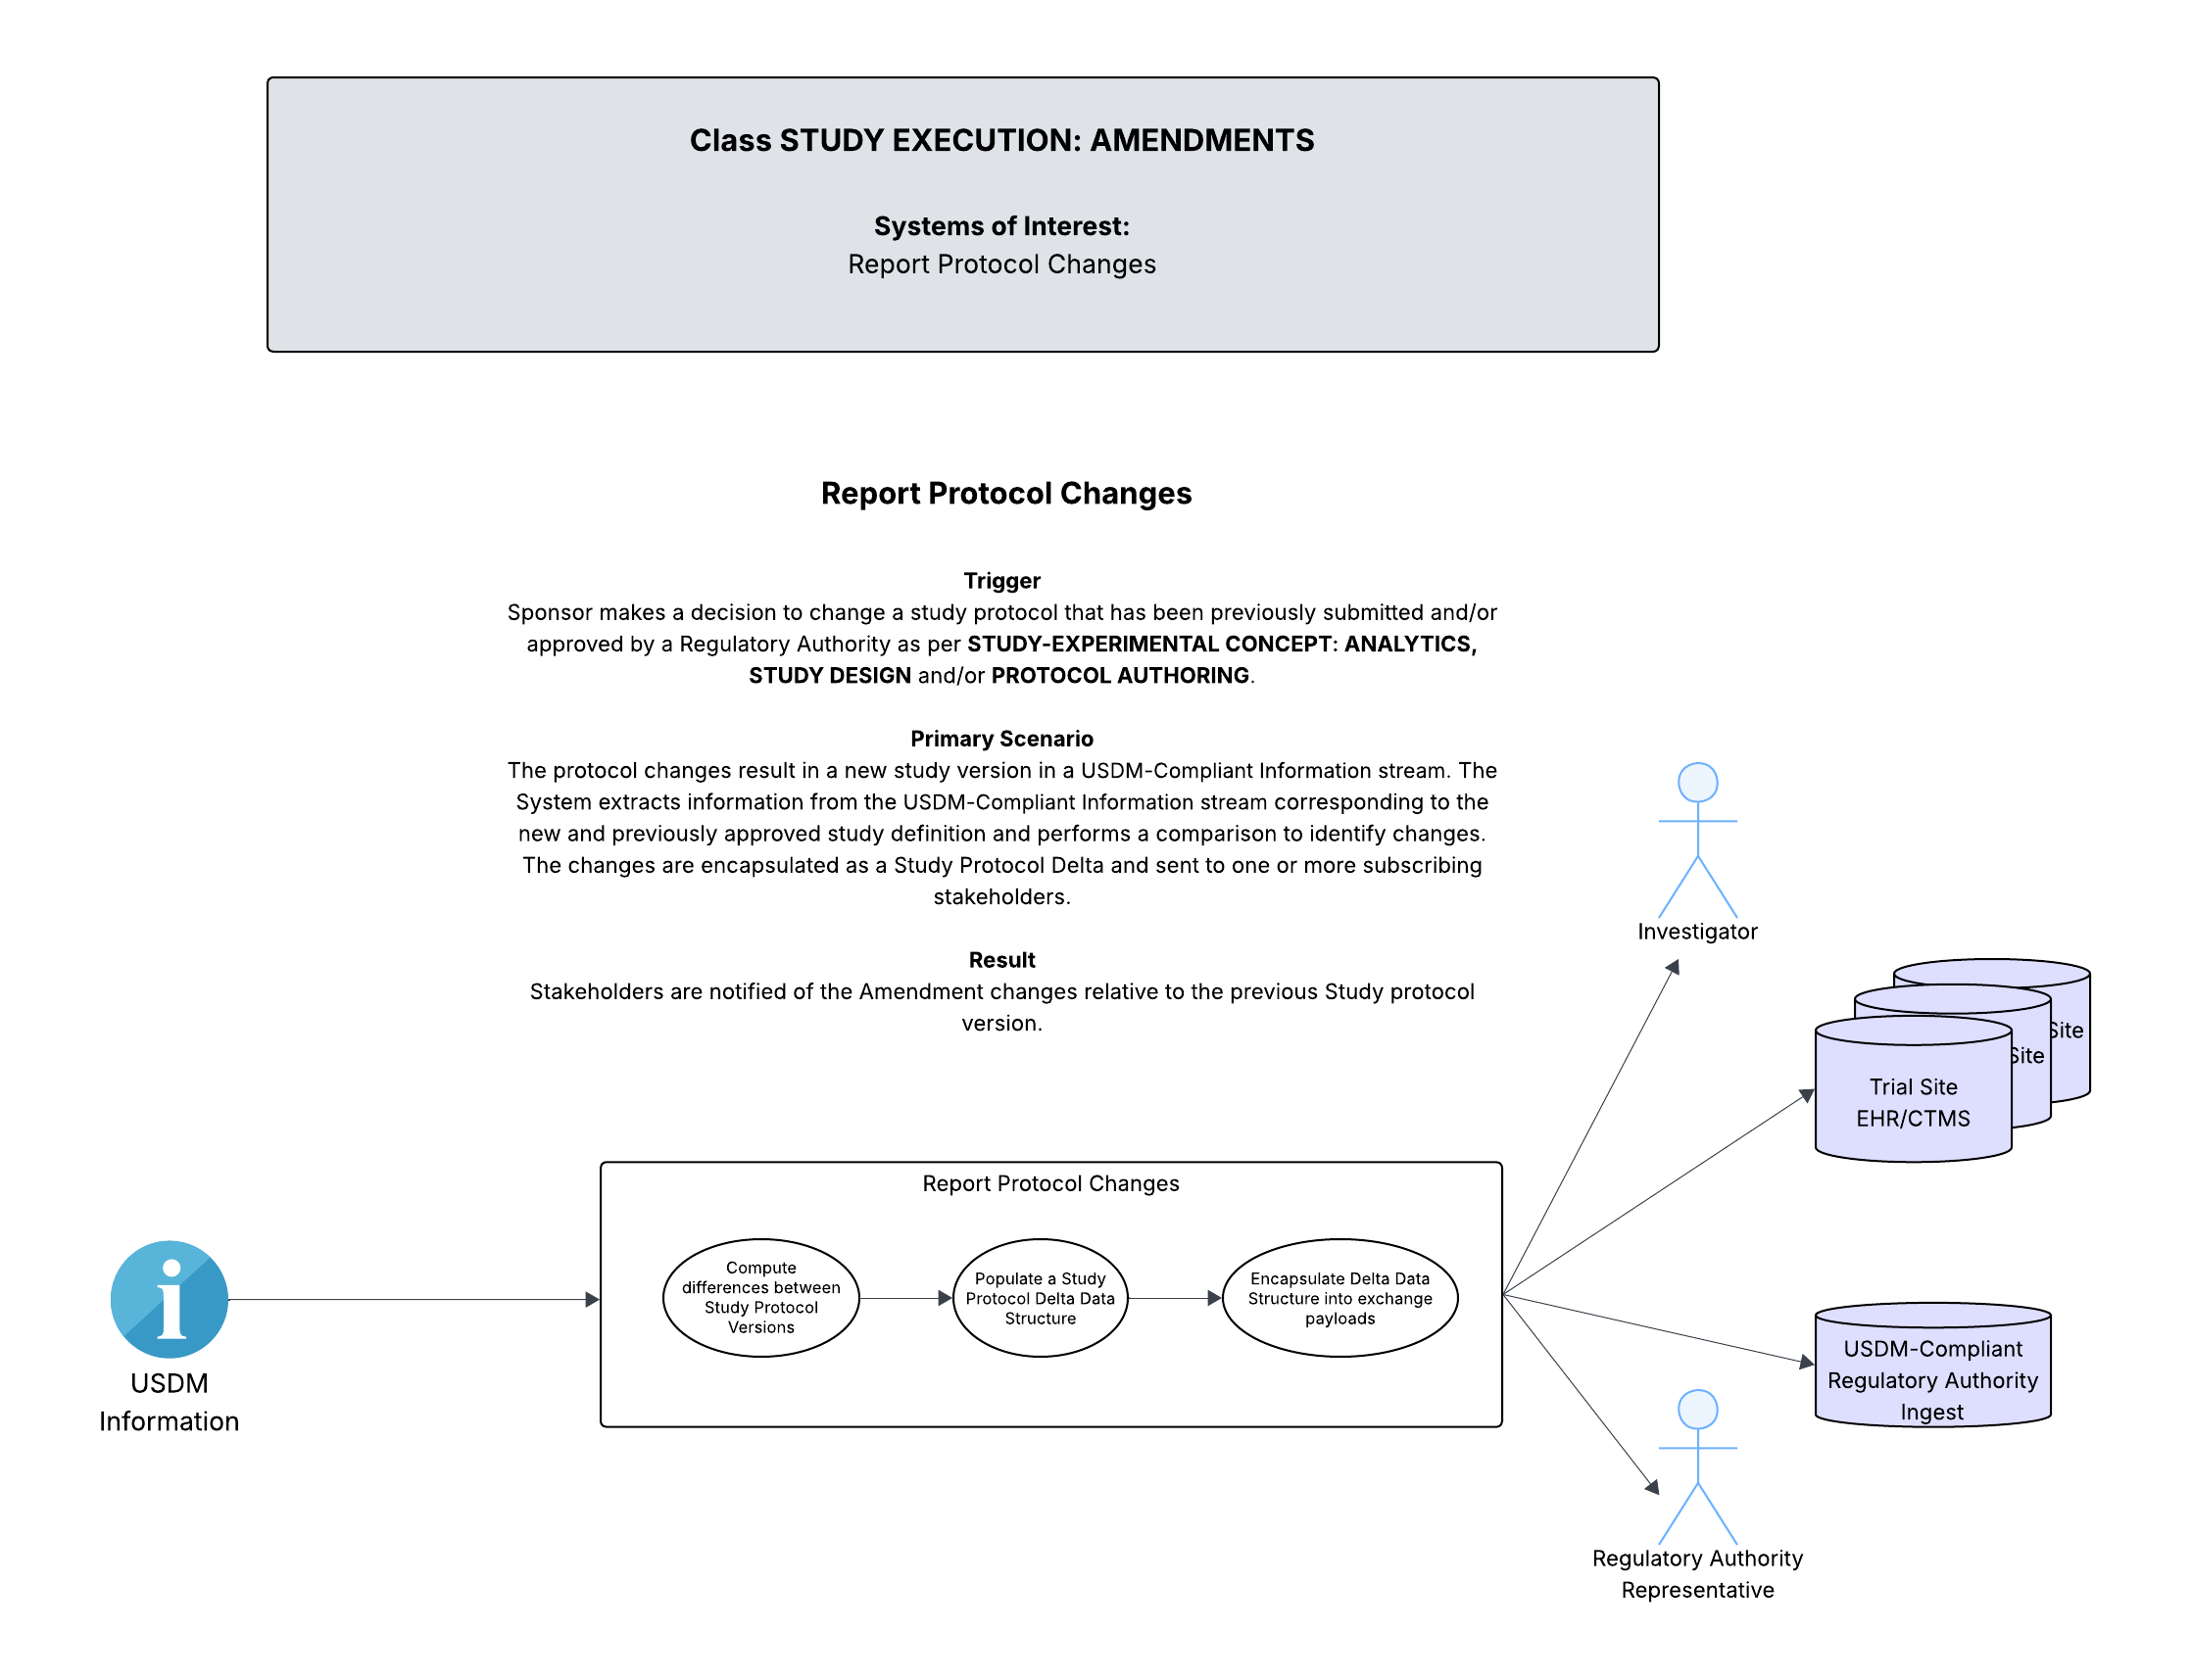 Class STUDY EXECUTION: AMENDMENTS
Systems of Interest:
Report Protocol Changes
Report Protocol Changes
Trigger
Sponsor makes a decision to change a study protocol that has been previously submitted and/or
approved by a Regulatory Authority as per STUDY-EXPERIMENTAL CONCEPT: ANALYTICS,
STUDY DESIGN and/or PROTOCOL AUTHORING.
Primary Scenario
The protocol changes result in a new study version in a USDM-Compliant Information stream. The
System extracts information from the USDM-Compliant Information stream corresponding to the
new and previously approved study definition and performs a comparison to identify changes.
The changes are encapsulated as a Study Protocol Delta and sent to one or more subscribing
stakeholders.
Result
Stakeholders are notified of the Amendment changes relative to the previous Study protocol
version.
Investigator
Site
Site
Trial Site
EHR/CTMS
Report Protocol Changes
Compute
differences between
Study Protocol
Versions
Populate a Study
Protocol Delta Data
Structure
Encapsulate Delta Data
Structure into exchange
payloads
USDM
Information
USDM-Compliant
Regulatory Authority
Ingest
Regulatory Authority
Representative